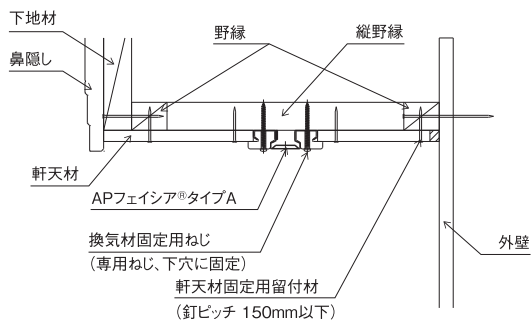 下地材
野縁
縦野縁
鼻隠し
軒天材
APフェイシア®タイプA
換気材固定用ねじ
(専用ねじ、下穴に固定)
外壁
軒天材固定用留付材
(釘ピッチ 150mm以下)